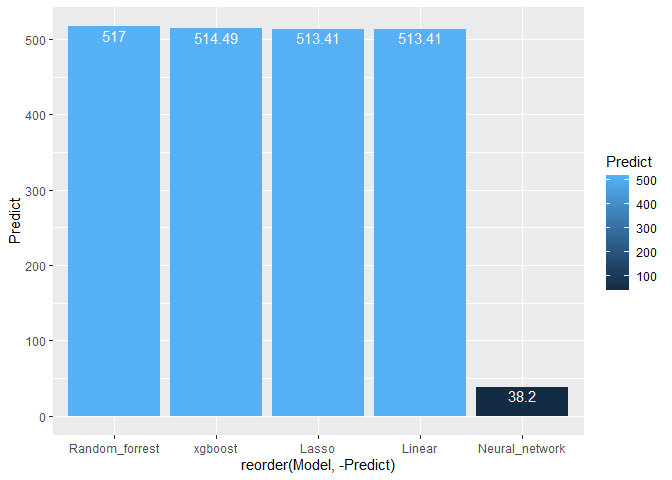 500
400
300
200
100
0
Predict
517
514.49
513.41
513.41
38.2
Random_forrest
xgboost
Lasso
Linear
Neural_network
reorder(Model, -Predict)
Predict
500
400
300
200
100